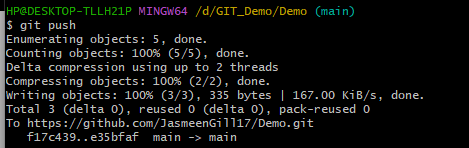 HP@DESKTOP-TLLH21P MINGW64 /d/GIT_Demo/Demo (main)
$ git push
Enumerating objects: 5, done.
Counting objects: 100% (5/5), done.
Delta compression using up to 2 threads
Compressing objects: 100% (2/2), done.
Writing objects: 100% (3/3), 335 bytes | 167.00 KiB/s, done.
Total 3 (delta 0), reused 0 (delta 0), pack-reused 0
To https://github.com/JasmeenGill17/Demo.git
   f17c439..e35bfaf  main -> main